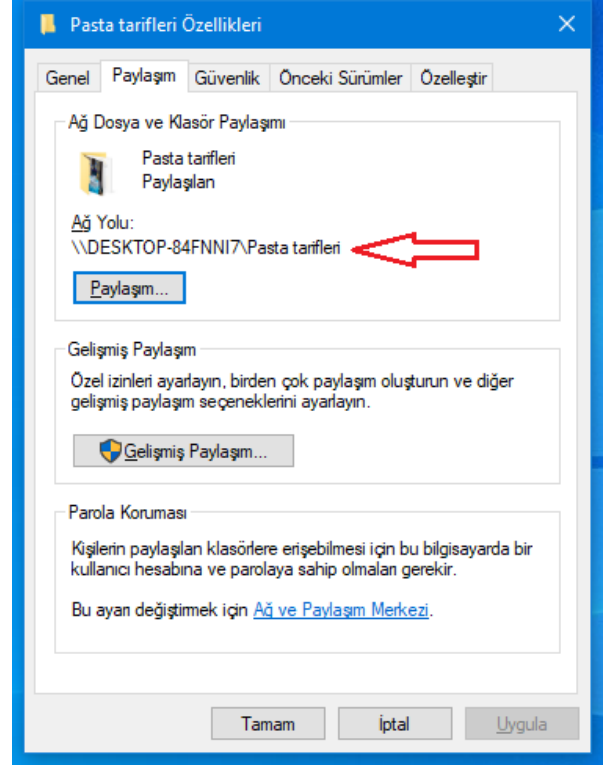 Pasta tarifleri Özellikleri
Genel Paylaşım Güvenlik Önceki Sürümler Özelleştir
Ağ Dosya ve Klasör Paylaşımı
Pasta tarifleri
Paylaşılan
Ağ Yolu:
\\DESKTOP-84FNNI7\Pasta tarifleri
Paylaşım...
Gelişmiş Paylaşım
Özel izinleri ayarlayın, birden çok paylaşım oluşturun ve diğer
gelişmiş paylaşım seçeneklerini ayarlayın.
Gelişmiş Paylaşım...
Parola Koruması
Kişilerin paylaşılan klasörlere erişebilmesi için bu bilgisayarda bir
kullanıcı hesabına ve parolaya sahip olmaları gerekir.
Bu ayarı değiştirmek için Ağ ve Paylaşım Merkezi.
Tamam İptal Uygula